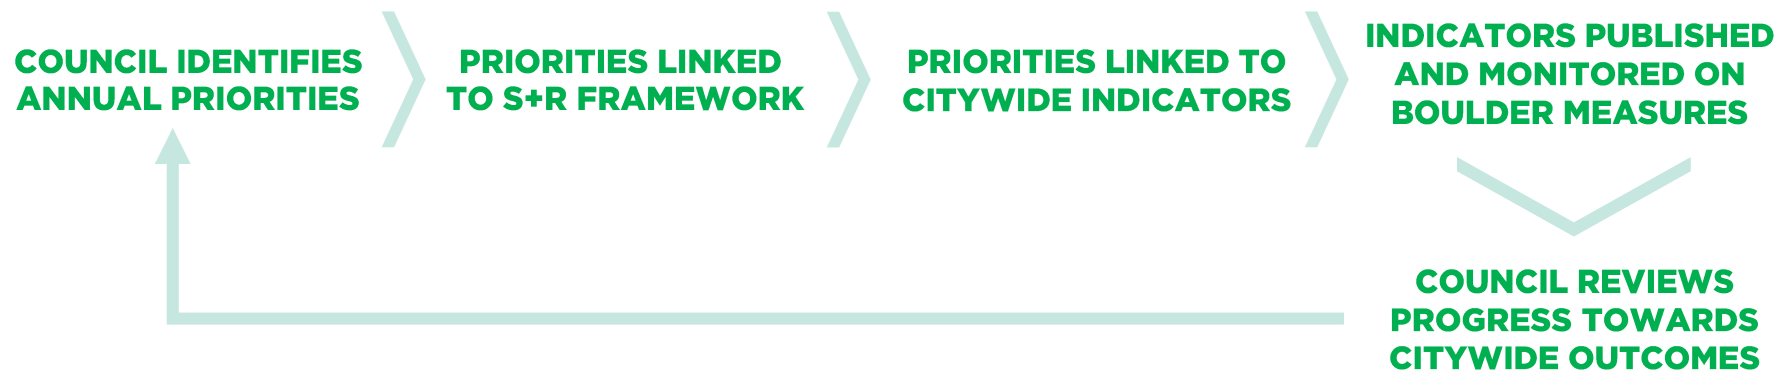 COUNCIL IDENTIFIES
ANNUAL PRIORITIES
PRIORITIES LINKED
TO S+R FRAMEWORK
PRIORITIES LINKED TO
CITYWIDE INDICATORS
INDICATORS PUBLISHED
AND MONITORED ON
BOULDER MEASURES
COUNCIL REVIEWS
PROGRESS TOWARDS
CITYWIDE OUTCOMES